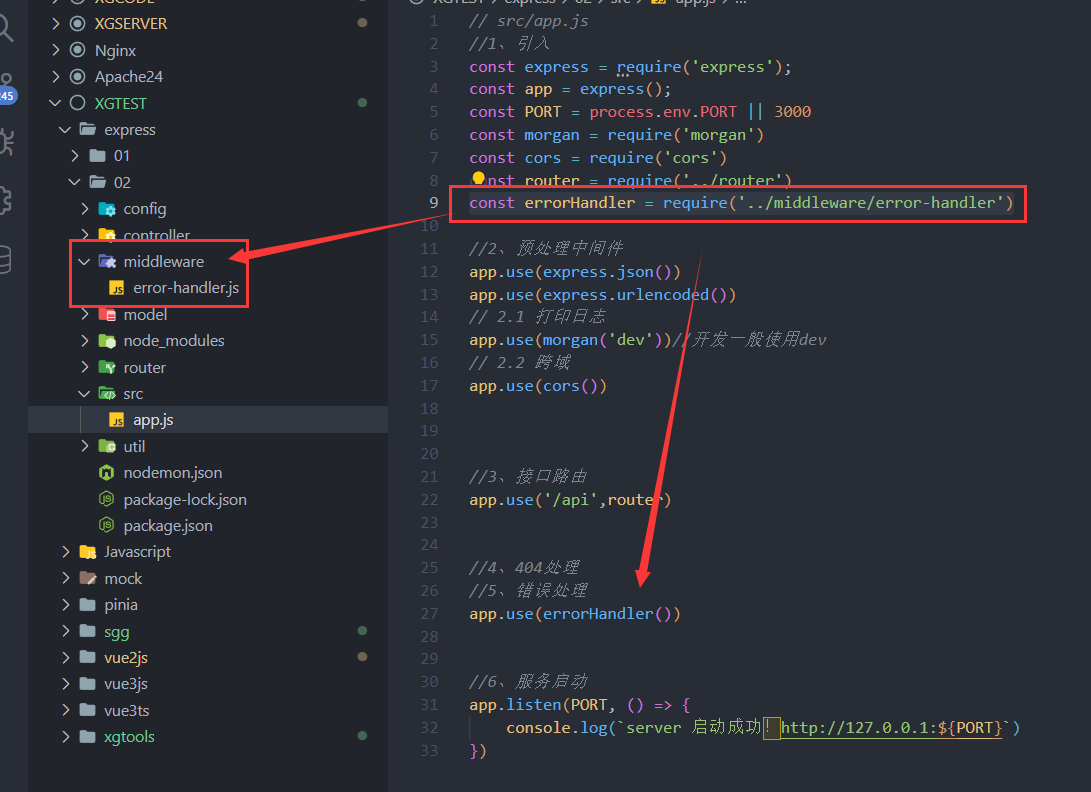 XGCODE
XGSERVER
Nginx
Apache24
245
XGTEST
express
01
02
config
controller
middleware
error-handler.js
model
node_modules
router
src
app.js
util
nodemon.json
package-lock.json
package.json
Javascript
mock
pinia
sgg
vue2js
vue3js
vue3ts
xgtools
XGTEST > express > 02 > src > JS app.js > ...
1 // src/app.js
2 //1、引入
3 const express = require('express');
4 const app = express();
5 const PORT = process.env.PORT || 3000
6 const morgan = require('morgan')
7 const cors = require('cors')
8 const router = require('../router')
9 const errorHandler = require('../middleware/error-handler')
10
11 //2、预处理中间件
12 app.use(express.json())
13 app.use(express.urlencoded())
14 // 2.1 打印日志
15 app.use(morgan('dev'))//开发一般使用dev
16 // 2.2 跨域
17 app.use(cors())
18
19
20
21 //3、接口路由
22 app.use('/api',router)
23
24
25 //4、404处理
26 //5、错误处理
27 app.use(errorHandler())
28
29
30 //6、服务启动
31 app.listen(PORT, () => {
32 console.log(`server 启动成功！http://127.0.0.1:${PORT}`)
33 })